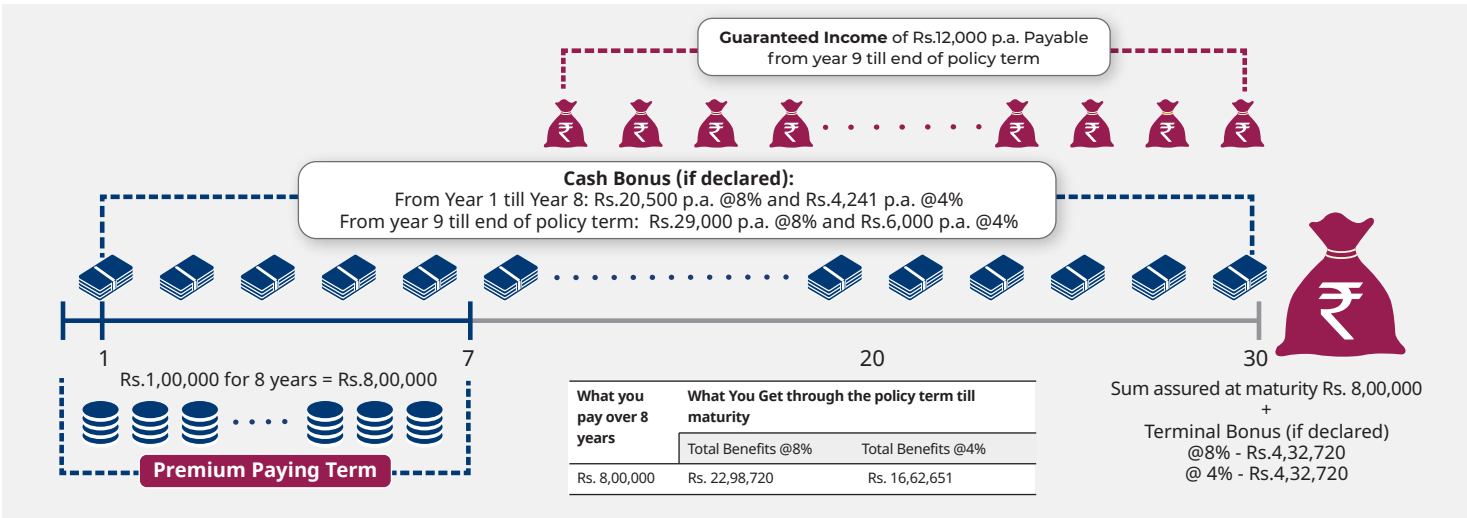 Guaranteed Income of Rs.12,000 p.a. Payable
from year 9 till end of policy term
₹ ₹ ₹ ₹ ₹ ₹ ₹ ₹
Cash Bonus (if declared):
From Year 1 till Year 8: Rs.20,500 p.a. @8% and Rs.4,241 p.a. @4%
From year 9 till end of policy term: Rs.29,000 p.a. @8% and Rs.6,000 p.a. @4%
₹
1 7 20 30
Rs.1,00,000 for 8 years = Rs.8,00,000
Premium Paying Term
What you
pay over 8
years
What You Get through the policy term till
maturity
Total Benefits @8% Total Benefits @4%
Rs. 8,00,000 Rs. 22,98,720 Rs. 16,62,651
Sum assured at maturity Rs. 8,00,000
+
Terminal Bonus (if declared)
@8% - Rs.4,32,720
@ 4% - Rs.4,32,720